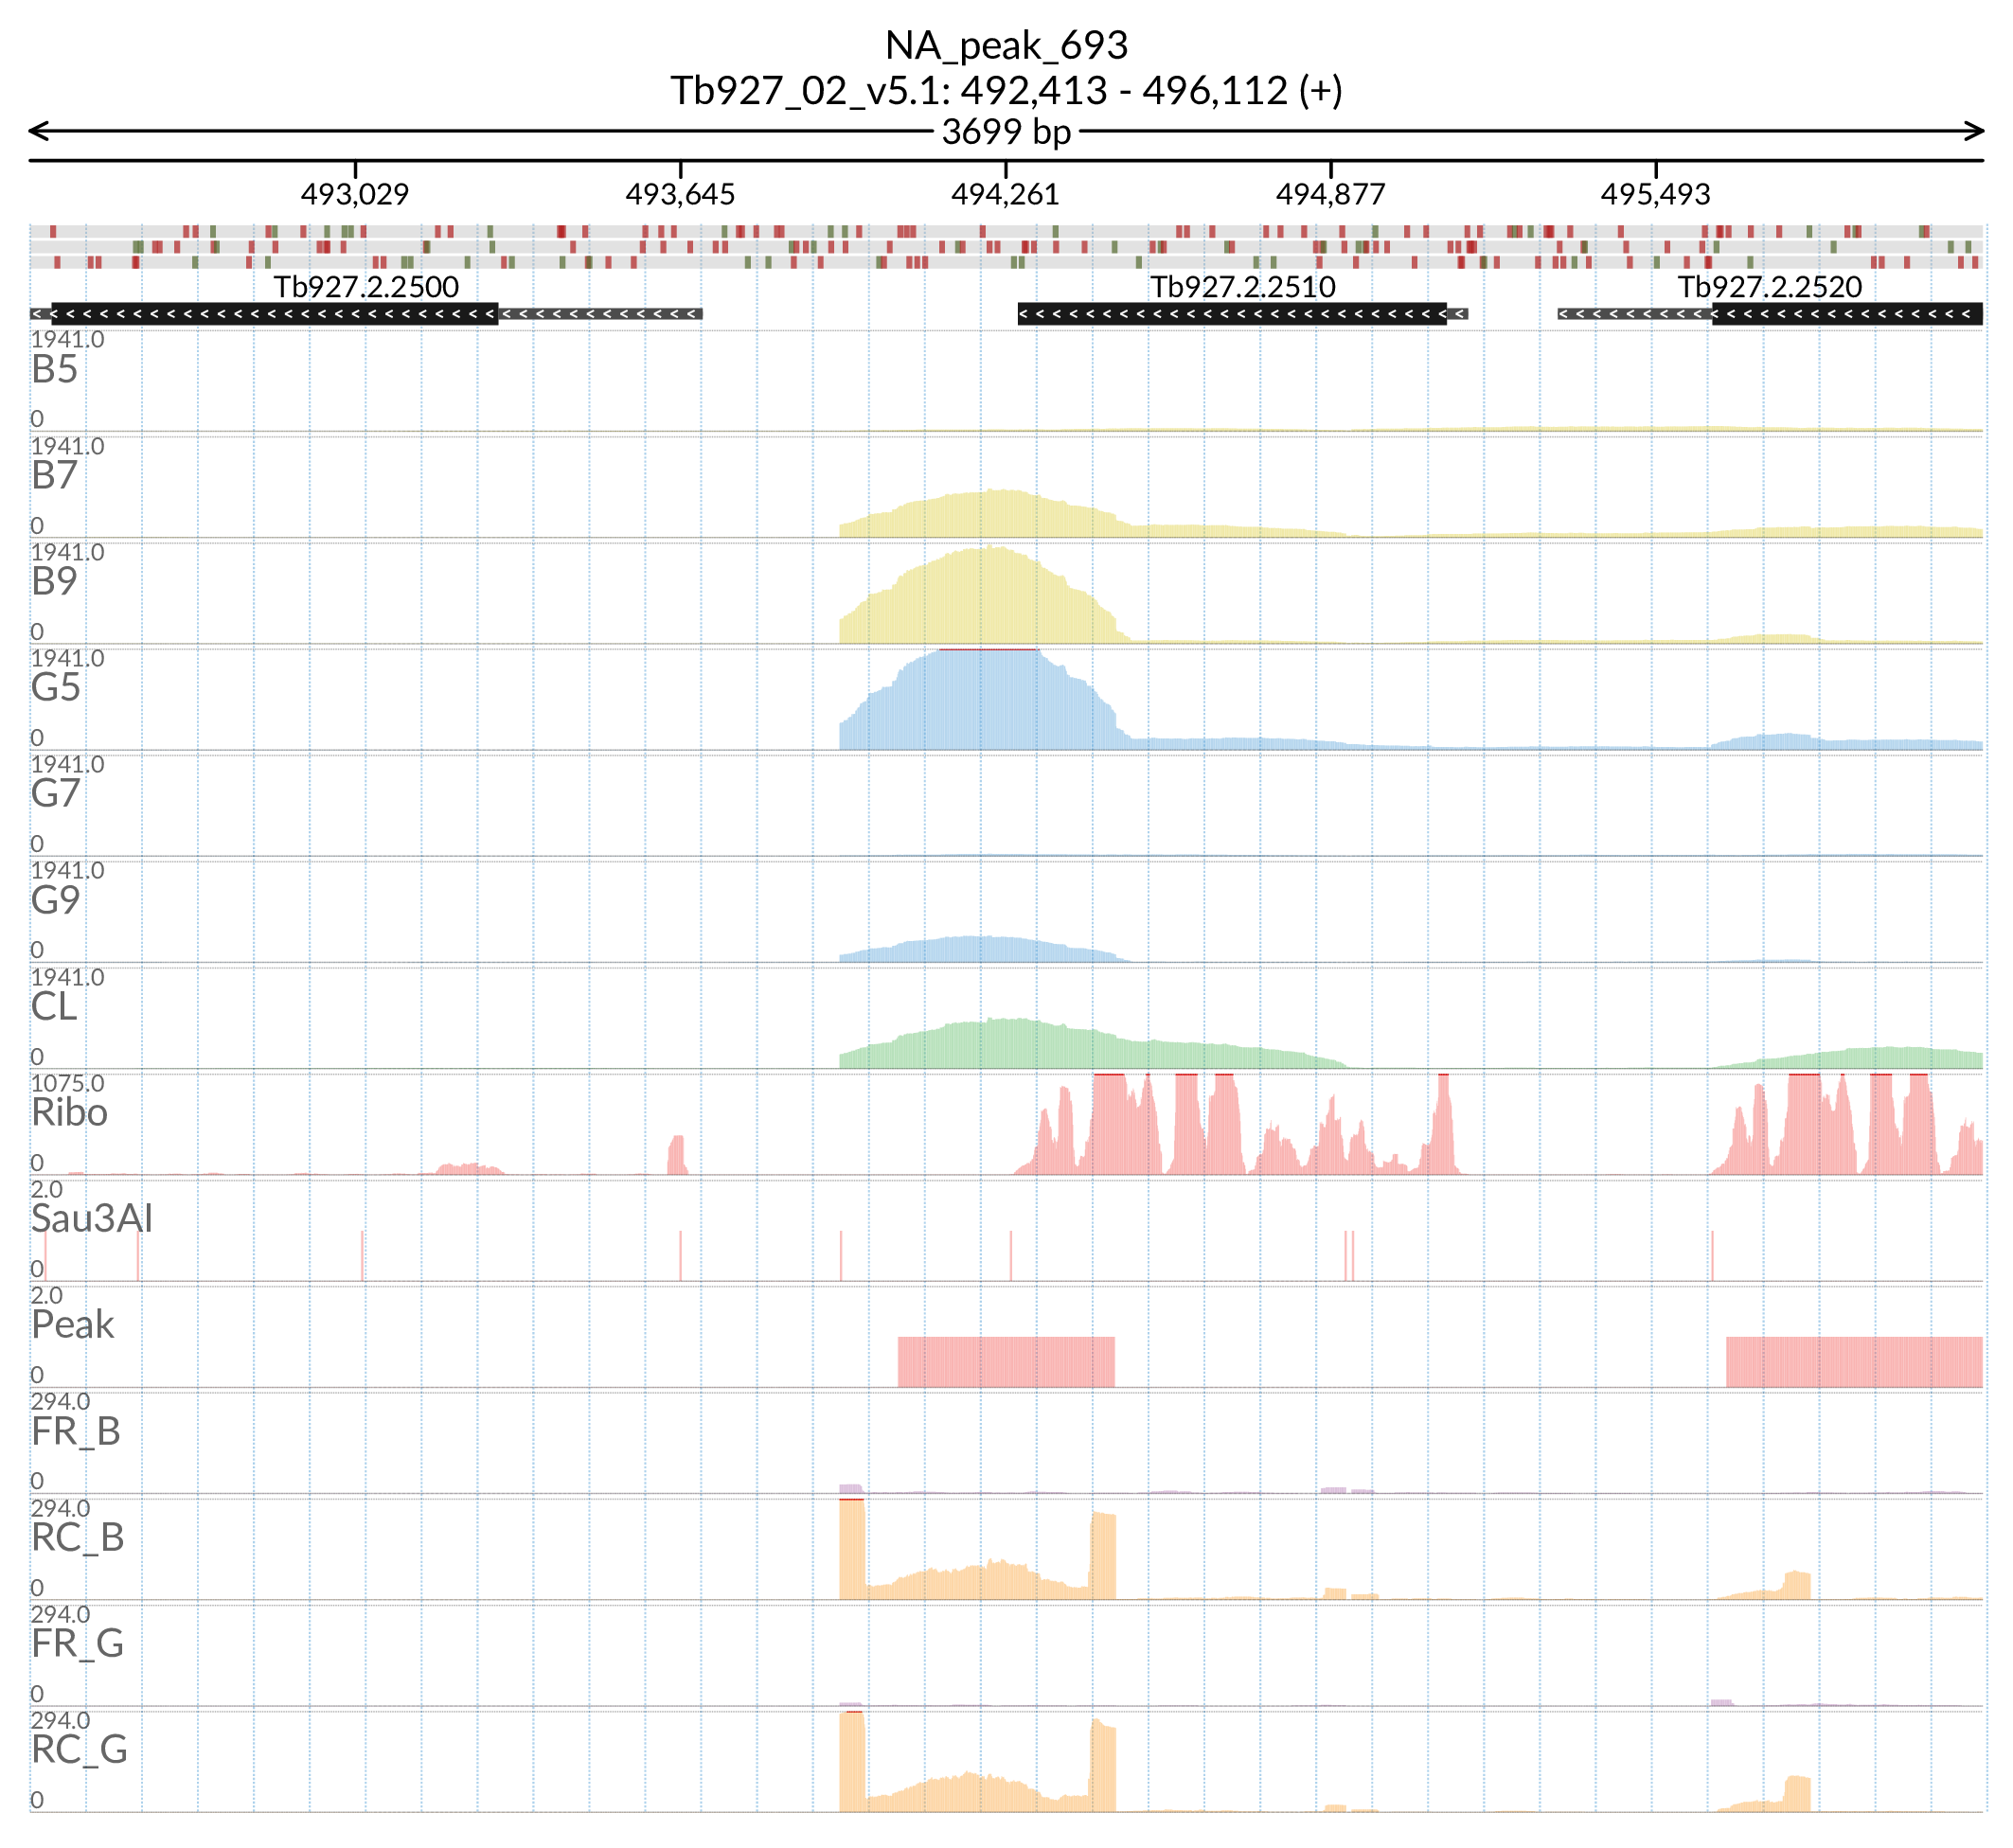 NA_peak_693
Tb927_02_v5.1: 492,413 - 496,112 (+)
3699 bp
493,029 493,645 494,261 494,877 495,493
Tb927.2.2500 Tb927.2.2510 Tb927.2.2520
1941.0
B5
0
1941.0
B7
0
1941.0
B9
0
1941.0
G5
0
1941.0
G7
0
1941.0
G9
0
1941.0
CL
0
1075.0
Ribo
0
2.0
Sau3AI
0
2.0
Peak
0
294.0
FR_B
0
294.0
RC_B
0
294.0
FR_G
0
294.0
RC_G
0